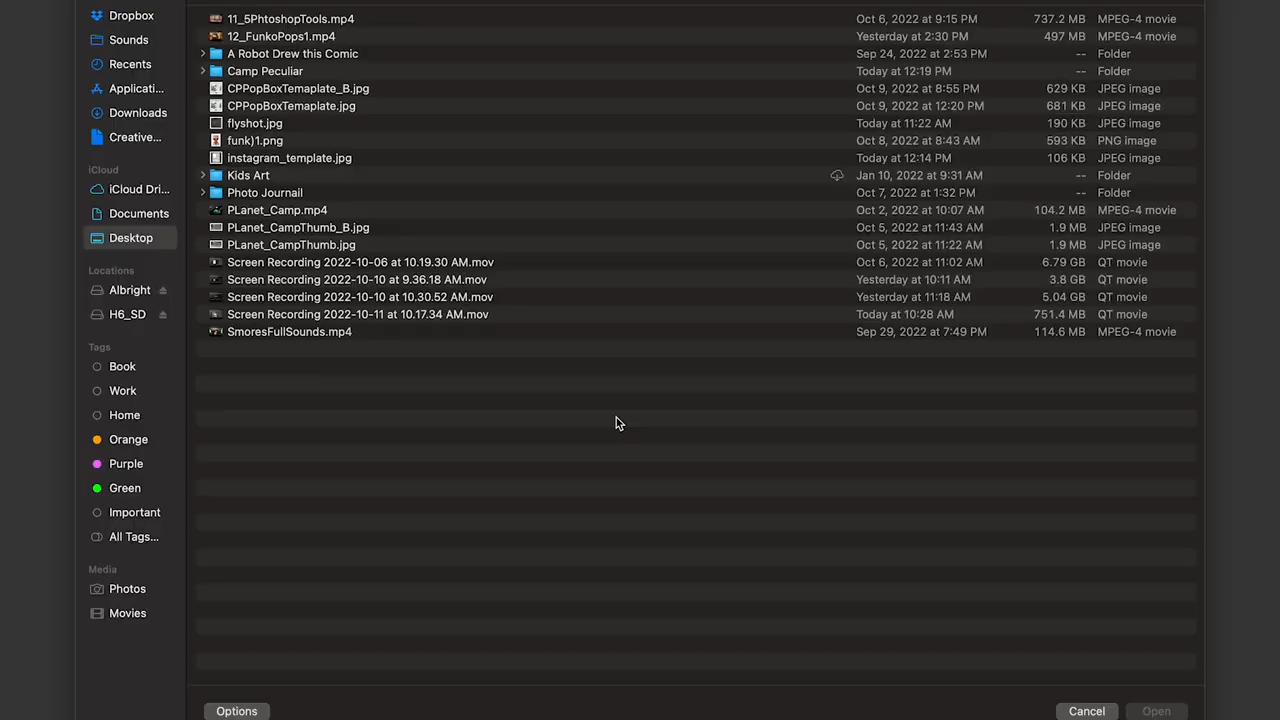 Dropbox
Sounds
Recents
Applicati...
Downloads
Creative...
iCloud
iCloud Dri...
Documents
Desktop
Locations
Albright
H6_SD
Tags
Book
Work
Home
Orange
Purple
Green
Important
All Tags...
Media
Photos
Movies
11_5PhtoshopTools.mp4 Oct 6, 2022 at 9:15 PM 737.2 MB MPEG-4 movie
12_FunkoPops1.mp4 Yesterday at 2:30 PM 497 MB MPEG-4 movie
A Robot Drew this Comic Sep 24, 2022 at 2:53 PM -- Folder
Camp Peculiar Today at 12:19 PM -- Folder
CPPopBoxTemaplate_B.jpg Oct 9, 2022 at 8:55 PM 629 KB JPEG image
CPPopBoxTemaplate.jpg Oct 9, 2022 at 12:20 PM 681 KB JPEG image
flyshot.jpg Today at 11:22 AM 190 KB JPEG image
funk)1.png Oct 8, 2022 at 8:43 AM 593 KB PNG image
instagram_template.jpg Today at 12:14 PM 106 KB JPEG image
Kids Art Jan 10, 2022 at 9:31 AM -- Folder
Photo Journail Oct 7, 2022 at 1:32 PM -- Folder
PLanet_Camp.mp4 Oct 2, 2022 at 10:07 AM 104.2 MB MPEG-4 movie
PLanet_CampThumb_B.jpg Oct 5, 2022 at 11:43 AM 1.9 MB JPEG image
PLanet_CampThumb.jpg Oct 5, 2022 at 11:22 AM 1.9 MB JPEG image
Screen Recording 2022-10-06 at 10.19.30 AM.mov Oct 6, 2022 at 11:02 AM 6.79 GB QT movie
Screen Recording 2022-10-10 at 9.36.18 AM.mov Yesterday at 10:11 AM 3.8 GB QT movie
Screen Recording 2022-10-10 at 10.30.52 AM.mov Yesterday at 11:18 AM 5.04 GB QT movie
Screen Recording 2022-10-11 at 10.17.34 AM.mov Today at 10:28 AM 751.4 MB QT movie
SmoresFullSounds.mp4 Sep 29, 2022 at 7:49 PM 114.6 MB MPEG-4 movie
Options Cancel Open